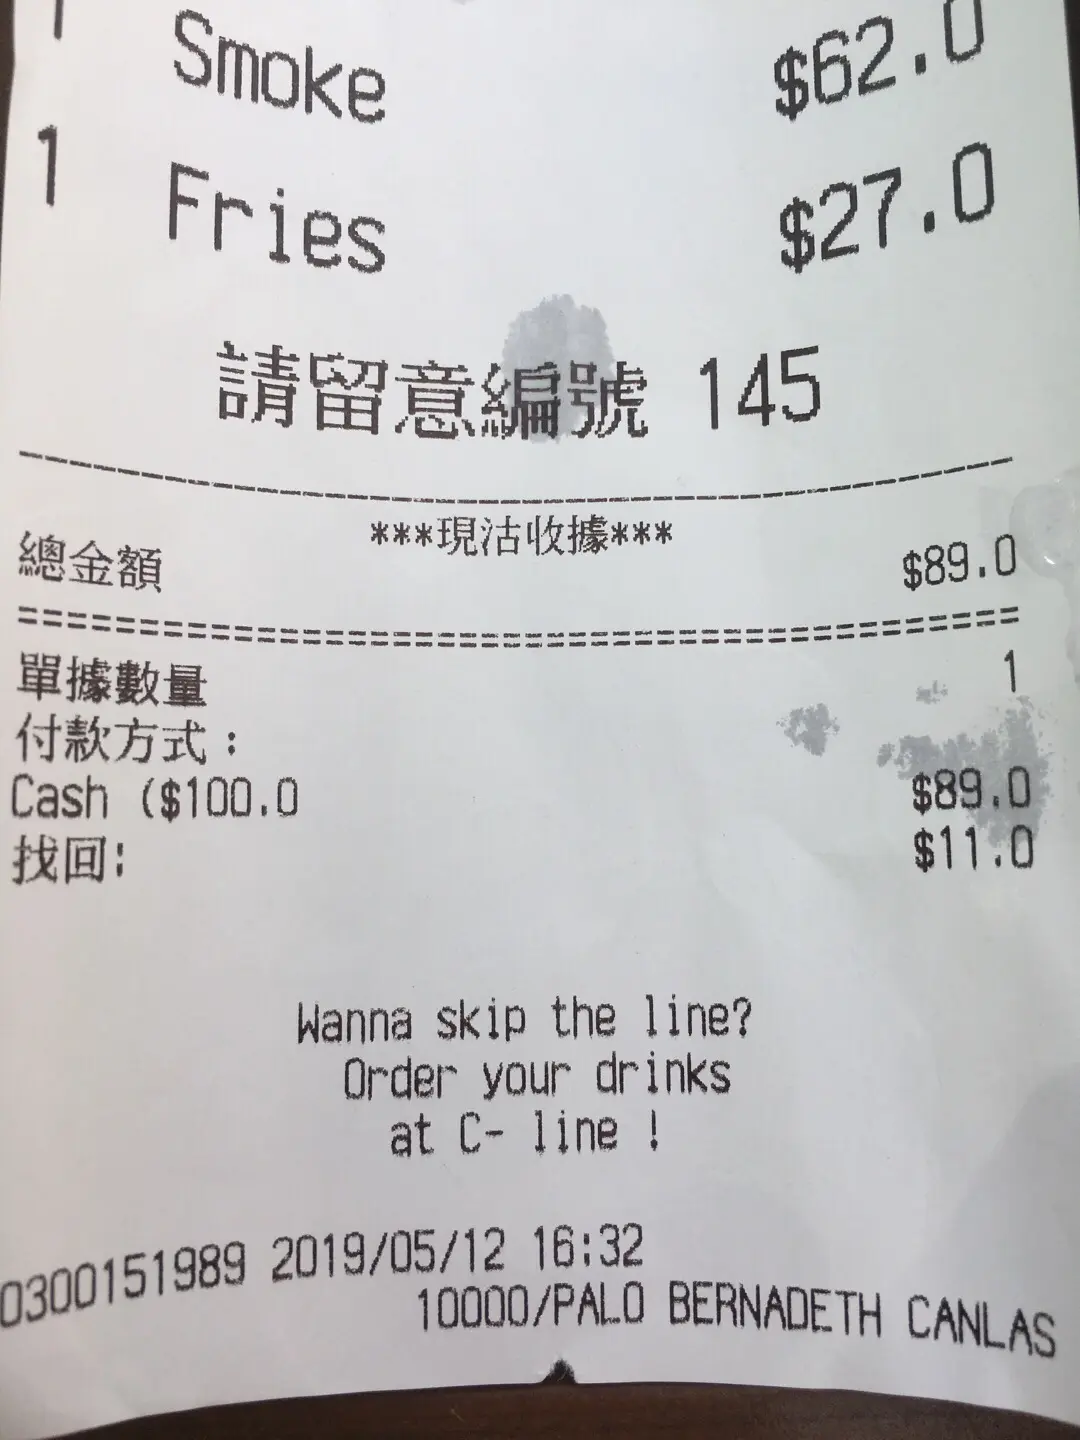 1 Smoke $62.0
1 Fries $27.0
請留意編號 145
***現沽收據***
總金額 $89.0
單據數量 1
付款方式：
Cash ($100.0 $89.0
找回: $11.0
Wanna skip the line?
Order your drinks
at C- line !
0300151989 2019/05/12 16:32
10000/PALO BERNADETH CANLAS